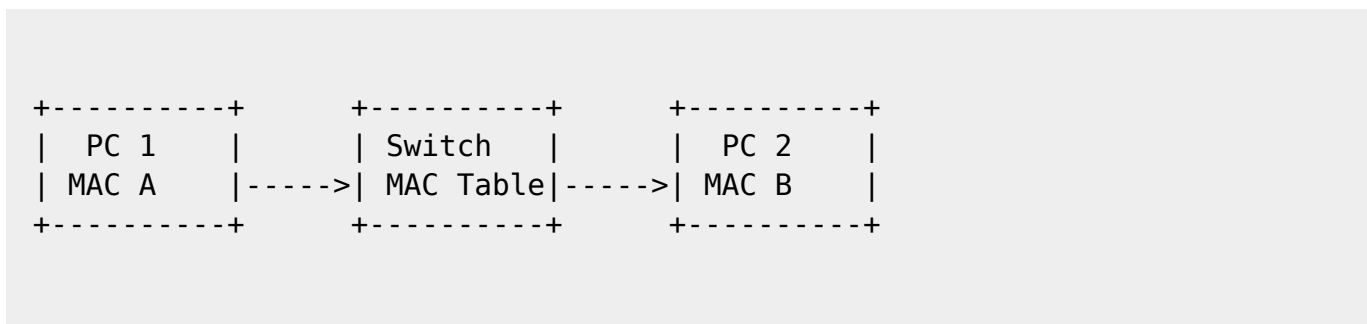 +----------+      +----------+      +----------+
|  PC 1    |      | Switch   |      |  PC 2    |
| MAC A    |----->| MAC Table|----->| MAC B    |
+----------+      +----------+      +----------+